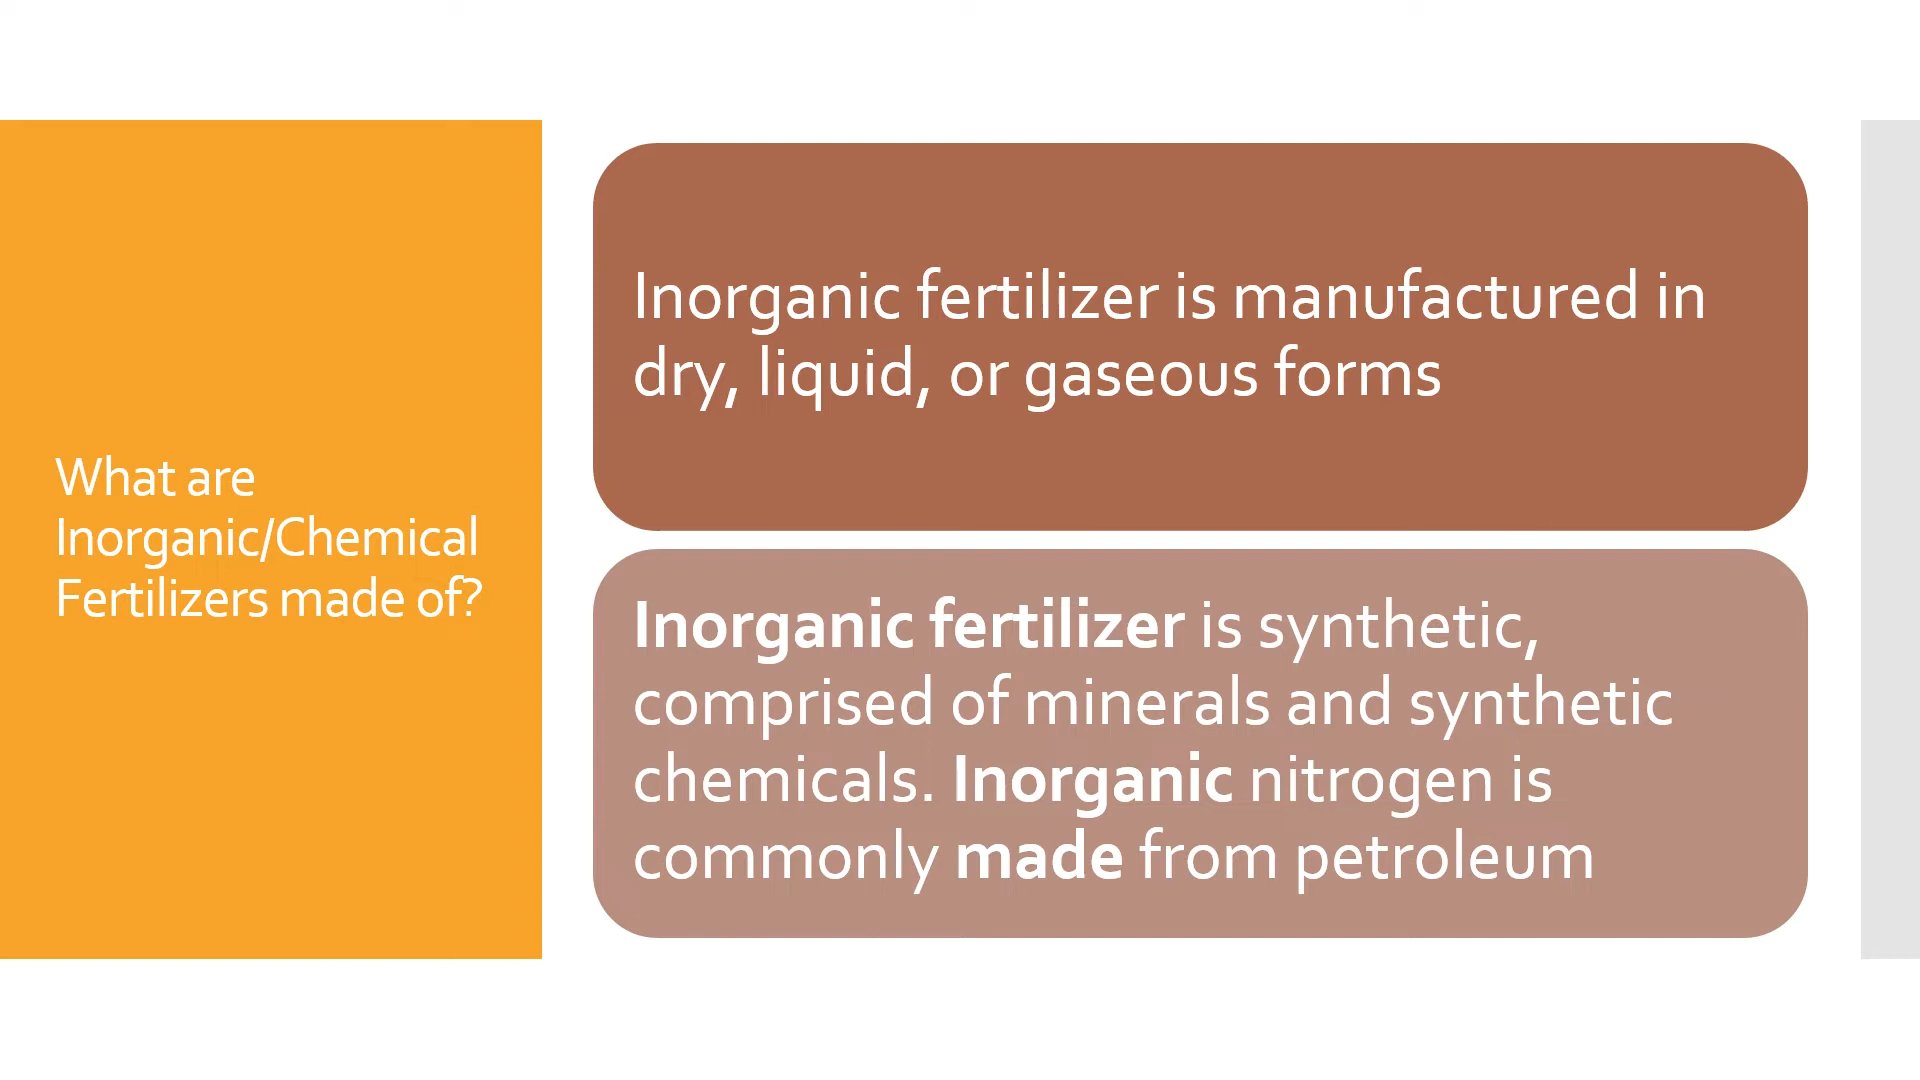 What are
Inorganic/Chemical
Fertilizers made of?
Inorganic fertilizer is manufactured in
dry, liquid, or gaseous forms
Inorganic fertilizer is synthetic,
comprised of minerals and synthetic
chemicals. Inorganic nitrogen is
commonly made from petroleum